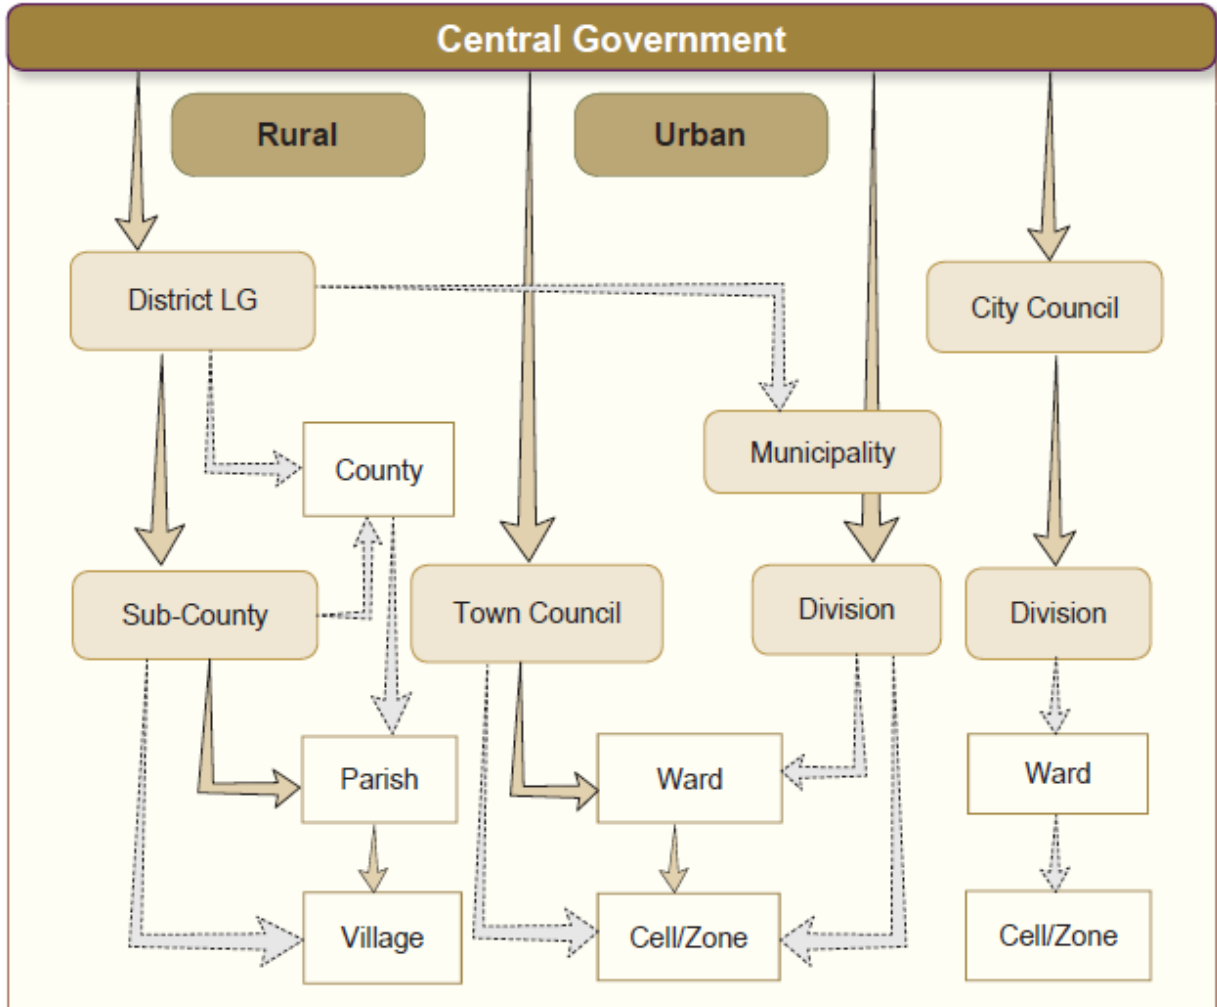 Central Government
Rural
Urban
District LG
City Council
County
Municipality
Sub-County
Town Council
Division
Division
Parish
Ward
Ward
Village
Cell/Zone
Cell/Zone